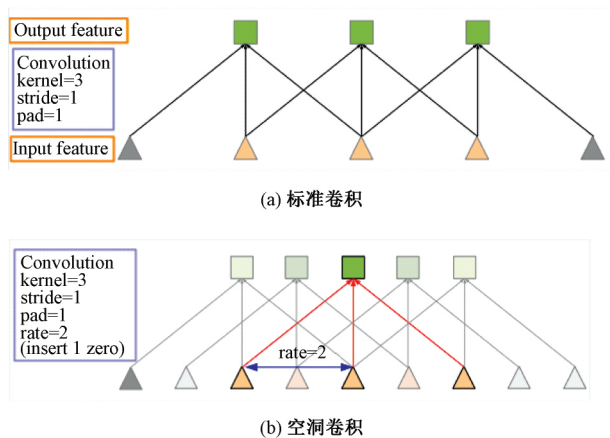 Output feature
Convolution
kernel=3
stride=1
pad=1
Input feature
(a) 标准卷积
Convolution
kernel=3
stride=1
pad=1
rate=2
(insert 1 zero)
rate=2
(b) 空洞卷积